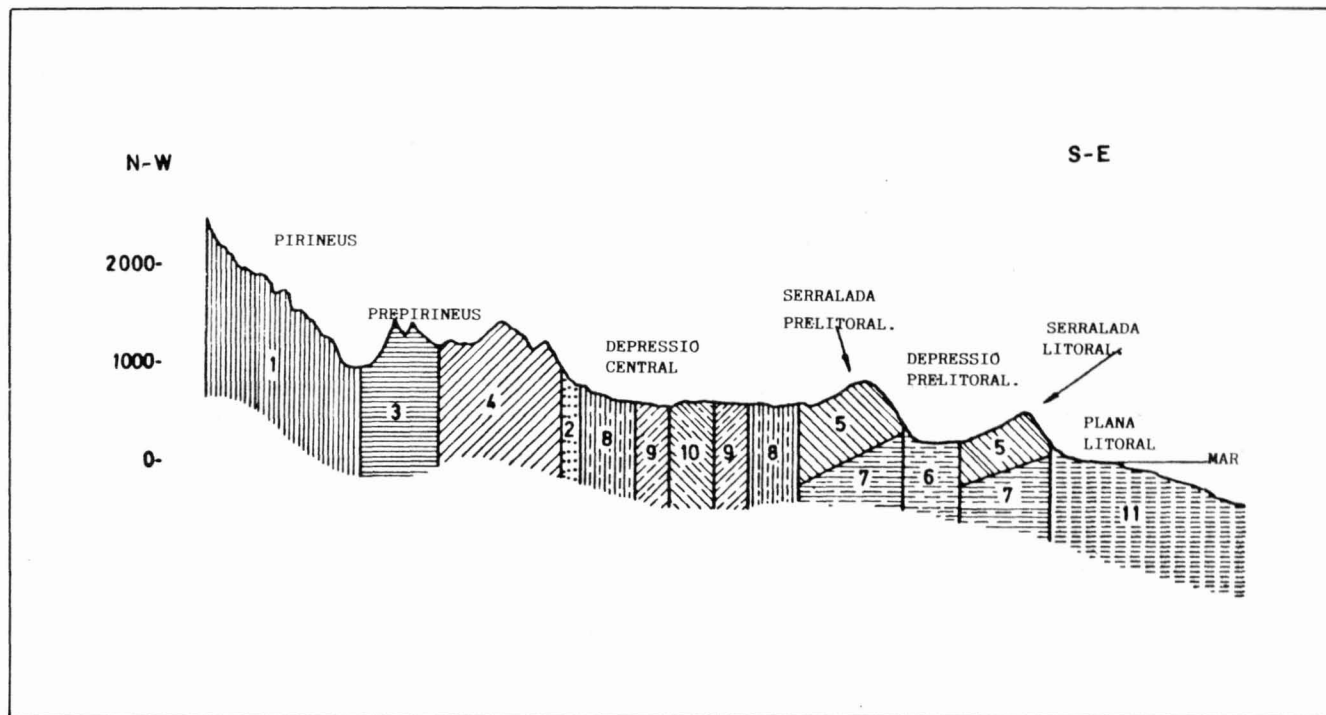 N-W
S-E
PIRINEUS
2000-
PREPIRINEUS
SERRALADA
PRELITORAL.
SERRALADA
LITORAL.
1000-
DEPRESSIO
CENTRAL
DEPRESSIO
PRELITORAL.
PLANA
LITORAL
0-
MAR
1
3
4
2
8
9
10
9
8
5
7
6
5
7
11